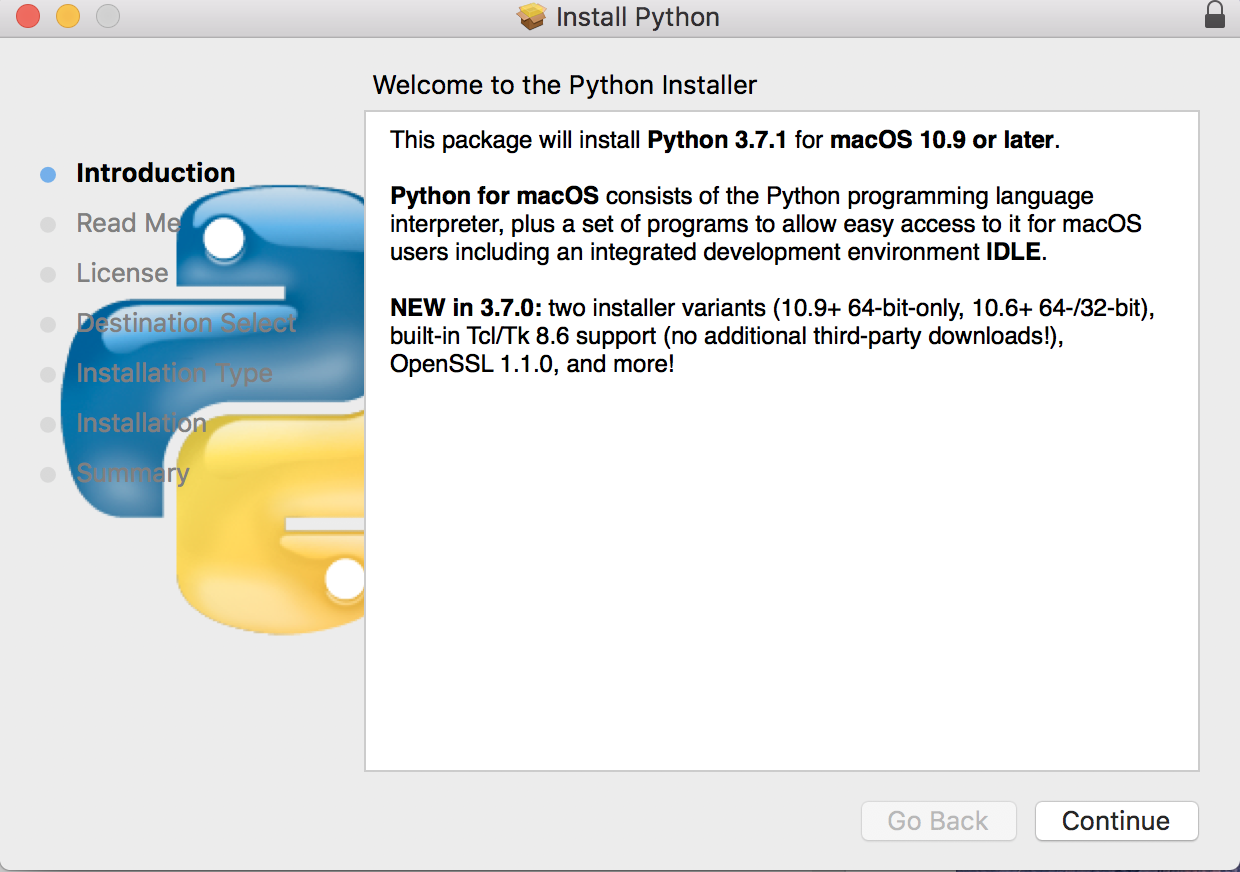 Install Python
Welcome to the Python Installer
Introduction
Read Me
License
Destination Select
Installation Type
Installation
Summary
This package will install Python 3.7.1 for macOS 10.9 or later.
Python for macOS consists of the Python programming language
interpreter, plus a set of programs to allow easy access to it for macOS
users including an integrated development environment IDLE.
NEW in 3.7.0: two installer variants (10.9+ 64-bit-only, 10.6+ 64-/32-bit),
built-in Tcl/Tk 8.6 support (no additional third-party downloads!),
OpenSSL 1.1.0, and more!
Go Back
Continue